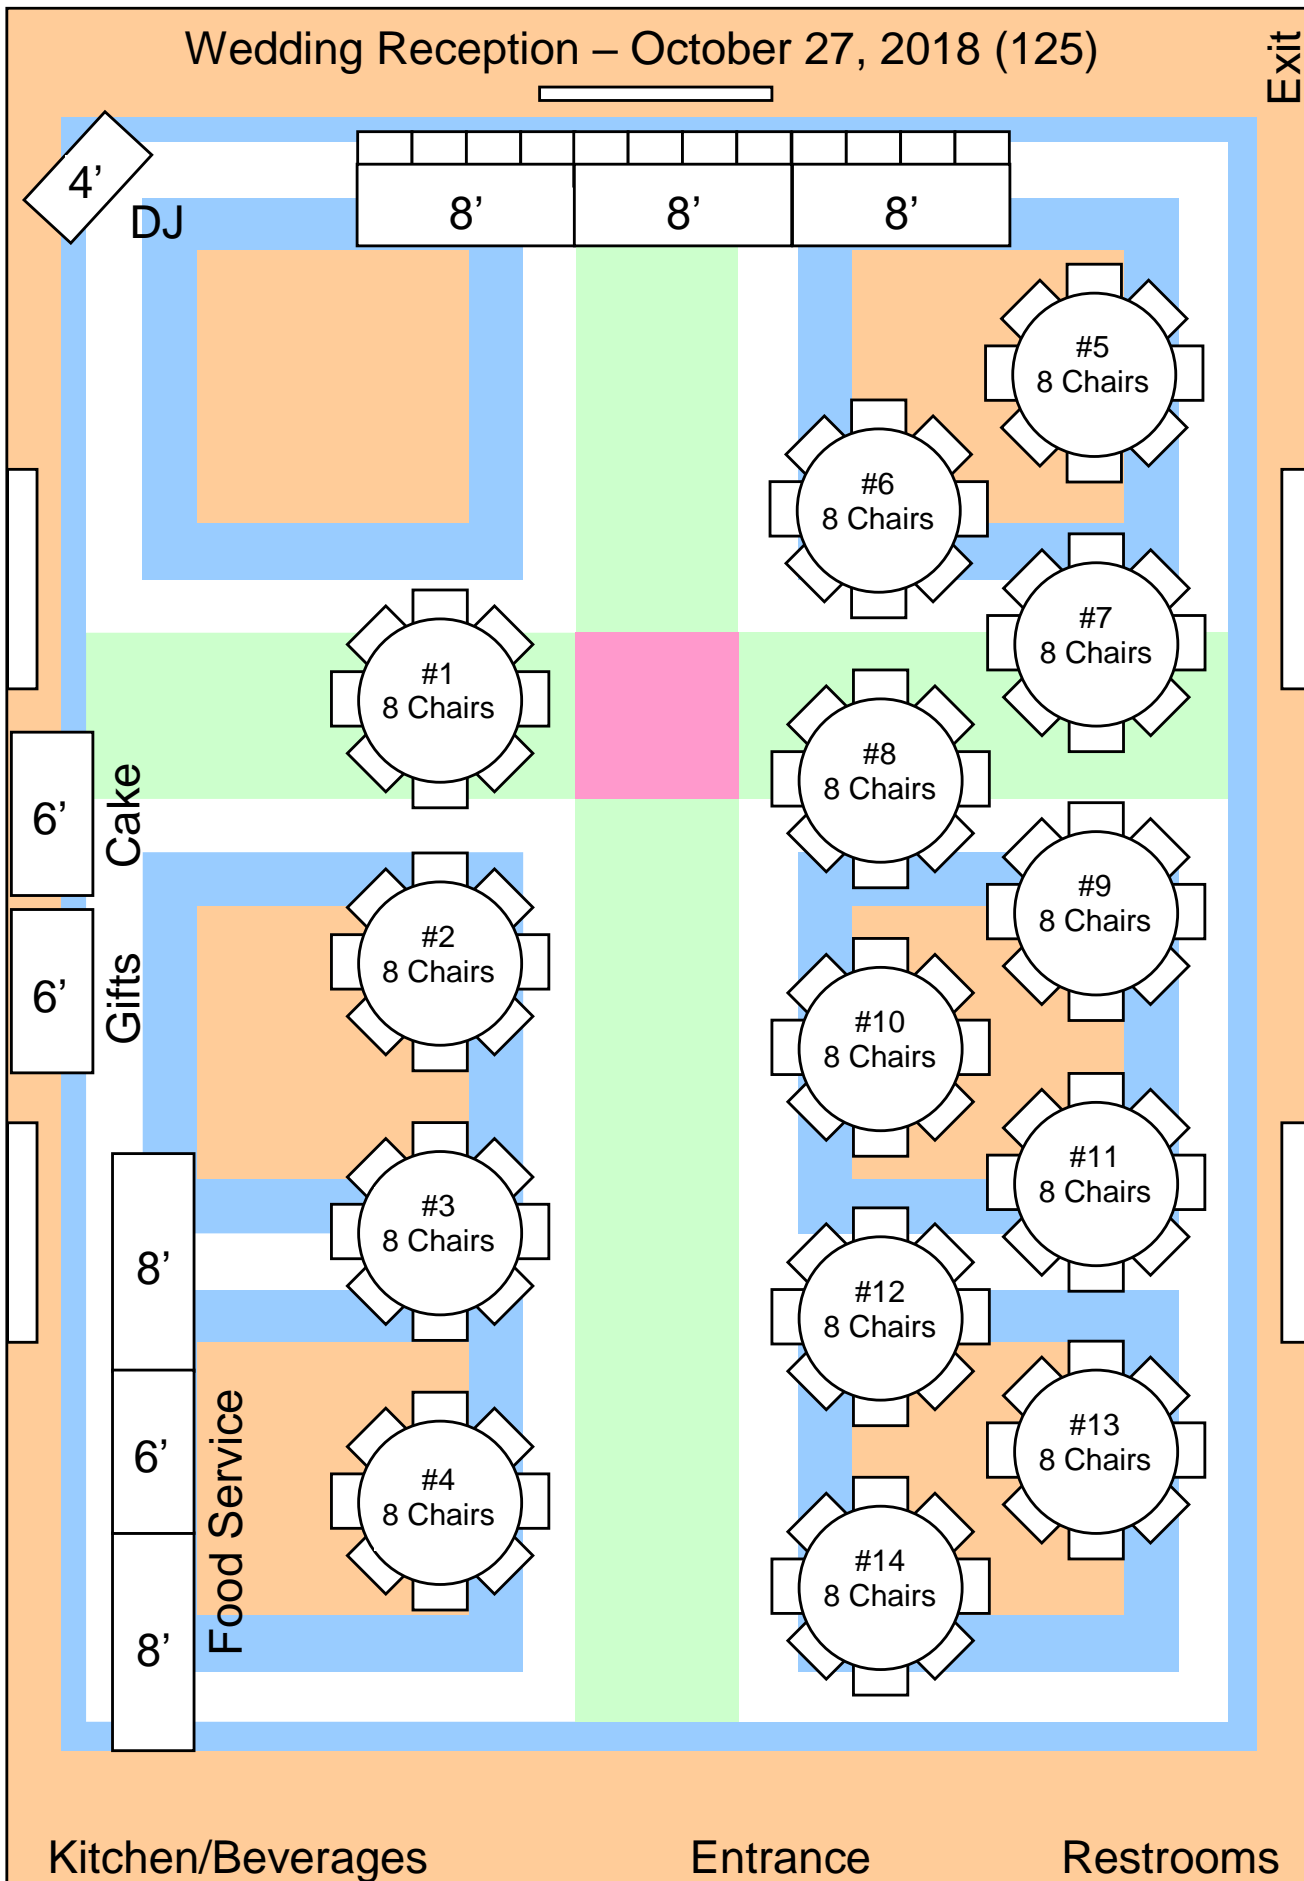 Wedding Reception – October 27, 2018 (125)
Exit
4’
DJ
8’
8’
8’
#5
8 Chairs
#6
8 Chairs
#7
8 Chairs
#1
8 Chairs
#8
8 Chairs
6’
Cake
#9
8 Chairs
#2
8 Chairs
6’
Gifts
#10
8 Chairs
#11
8 Chairs
#3
8 Chairs
8’
#12
8 Chairs
#13
8 Chairs
6’
Food Service
#4
8 Chairs
#14
8 Chairs
8’
Kitchen/Beverages
Entrance
Restrooms